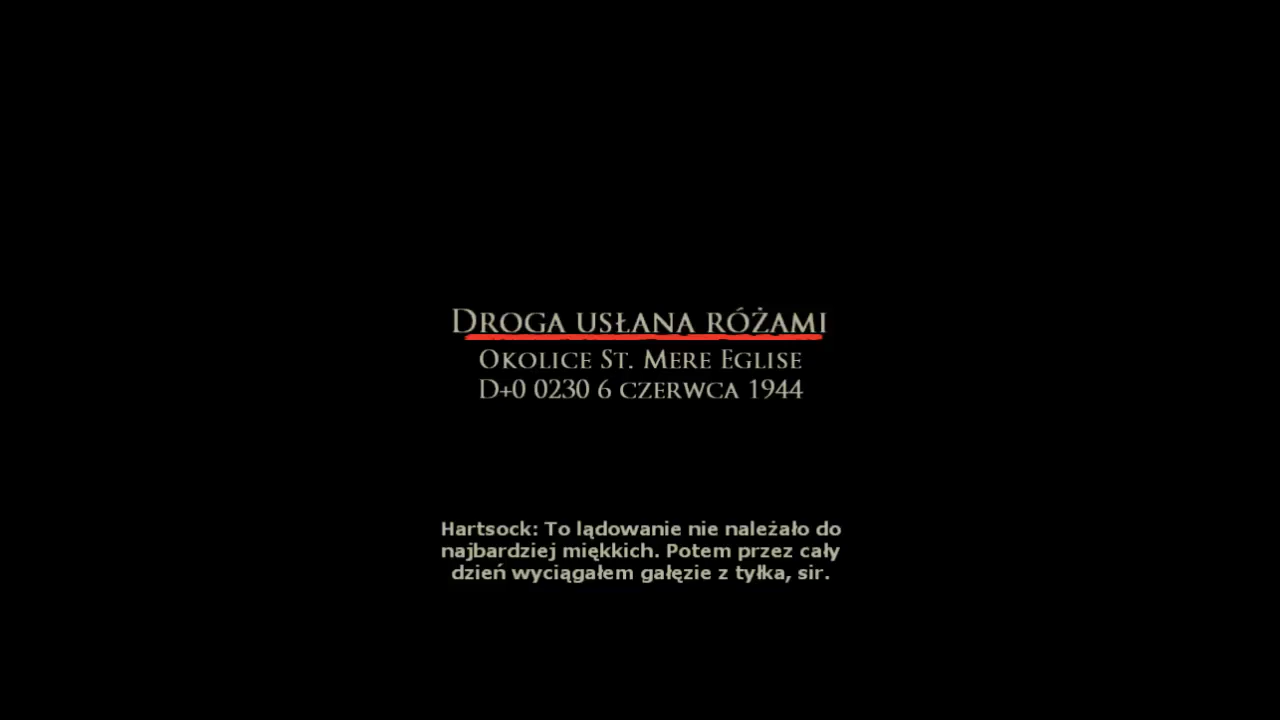 Droga usłana różami
Okolice St. Mere Eglise
D+0 0230 6 czerwca 1944
Hartsock: To lądowanie nie należało do
najbardziej miękkich. Potem przez cały
dzień wyciągałem gałęzie z tyłka, sir.